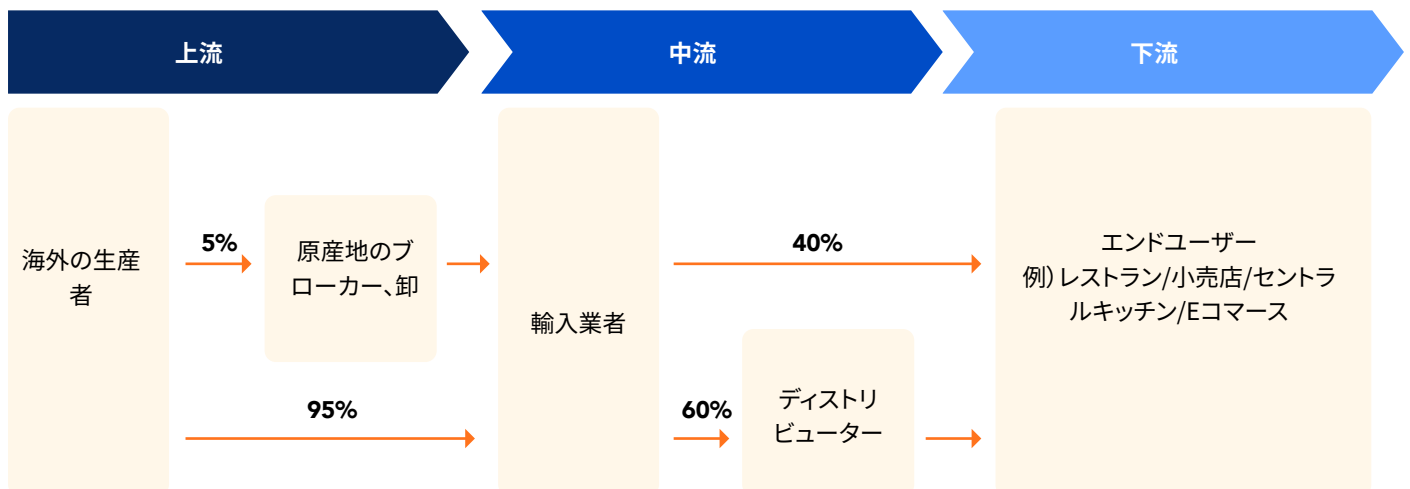 上流
中流
下流
海外の生産
者
5%
原産地のブ
ローカー、卸
95%
輸入業者
40%
60%
ディストリ
ビューター
エンドユーザー
例）レストラン/小売店/セントラ
ルキッチン/Eコマース